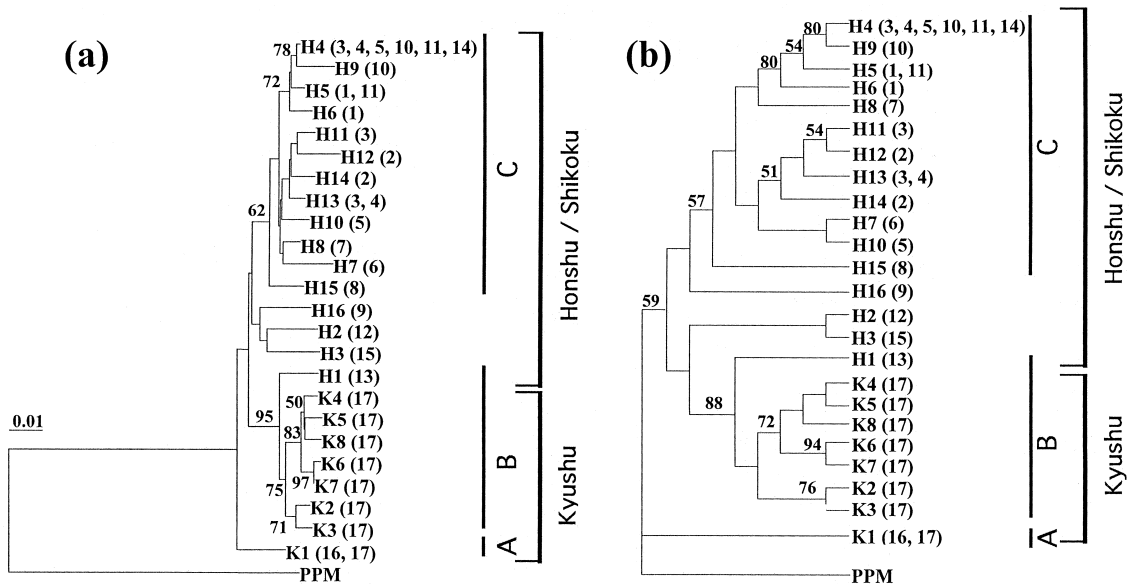 (a)
78
H4 (3, 4, 5, 10, 11, 14)
H9 (10)
72
H5 (1, 11)
H6 (1)
H11 (3)
H12 (2)
H14 (2)
H13 (3, 4)
62
H10 (5)
H8 (7)
H7 (6)
H15 (8)
H16 (9)
H2 (12)
H3 (15)
H1 (13)
50
K4 (17)
95
K5 (17)
83
K8 (17)
K6 (17)
97
K7 (17)
75
K2 (17)
71
K3 (17)
K1 (16, 17)
PPM
0.01
C
B
A
Honshu / Shikoku
Kyushu
(b)
80
H4 (3, 4, 5, 10, 11, 14)
54
H9 (10)
80
H5 (1, 11)
H6 (1)
H8 (7)
54
H11 (3)
H12 (2)
51
H13 (3, 4)
H14 (2)
57
H7 (6)
H10 (5)
H15 (8)
H16 (9)
59
H2 (12)
H3 (15)
H1 (13)
88
K4 (17)
K5 (17)
72
K8 (17)
94
K6 (17)
K7 (17)
76
K2 (17)
K3 (17)
K1 (16, 17)
PPM
C
B
A
Honshu / Shikoku
Kyushu